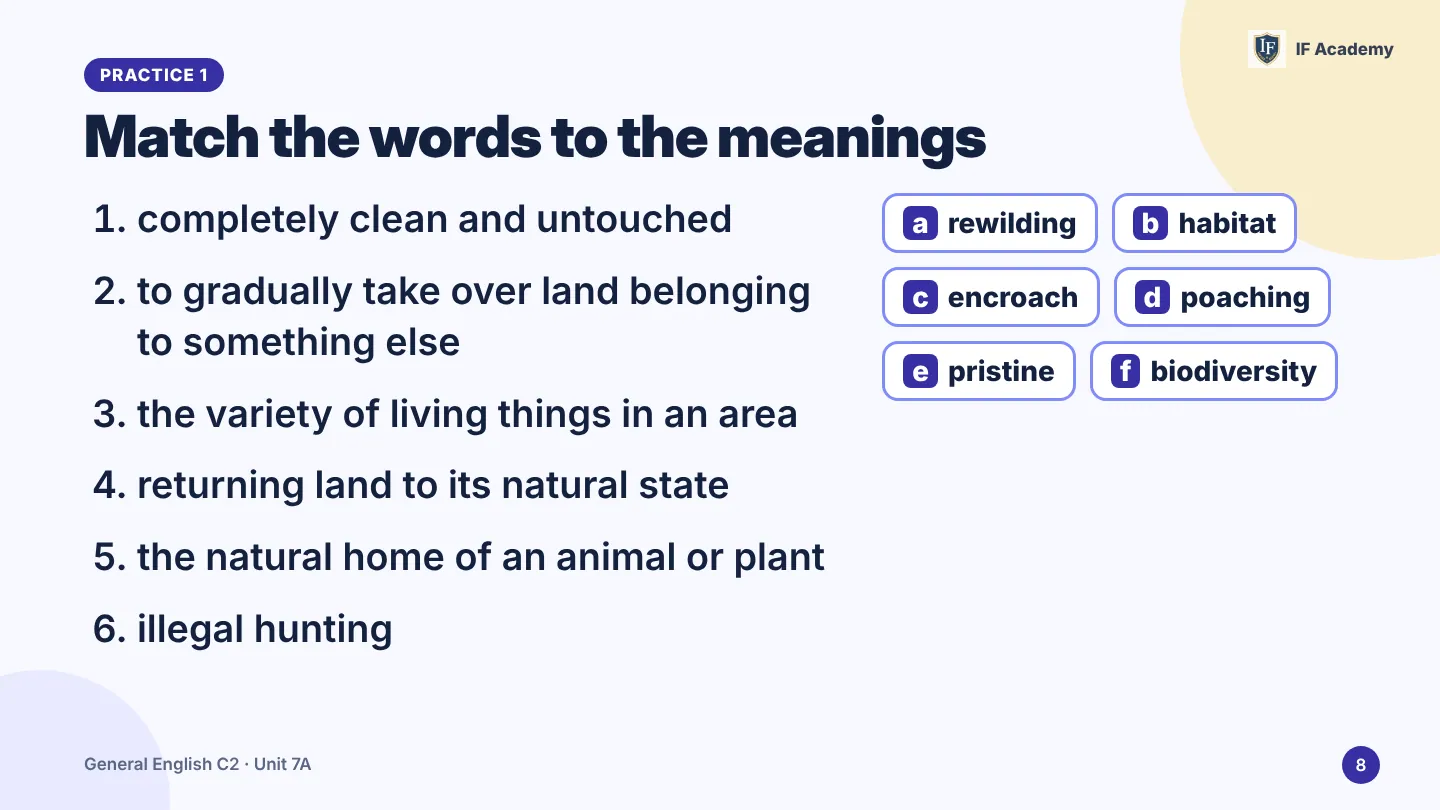 IF
IF Academy
PRACTICE 1
Match the words to the meanings
1. completely clean and untouched
2. to gradually take over land belonging
to something else
3. the variety of living things in an area
4. returning land to its natural state
5. the natural home of an animal or plant
6. illegal hunting
a rewilding
b habitat
c encroach
d poaching
e pristine
f biodiversity
General English C2 · Unit 7A
8